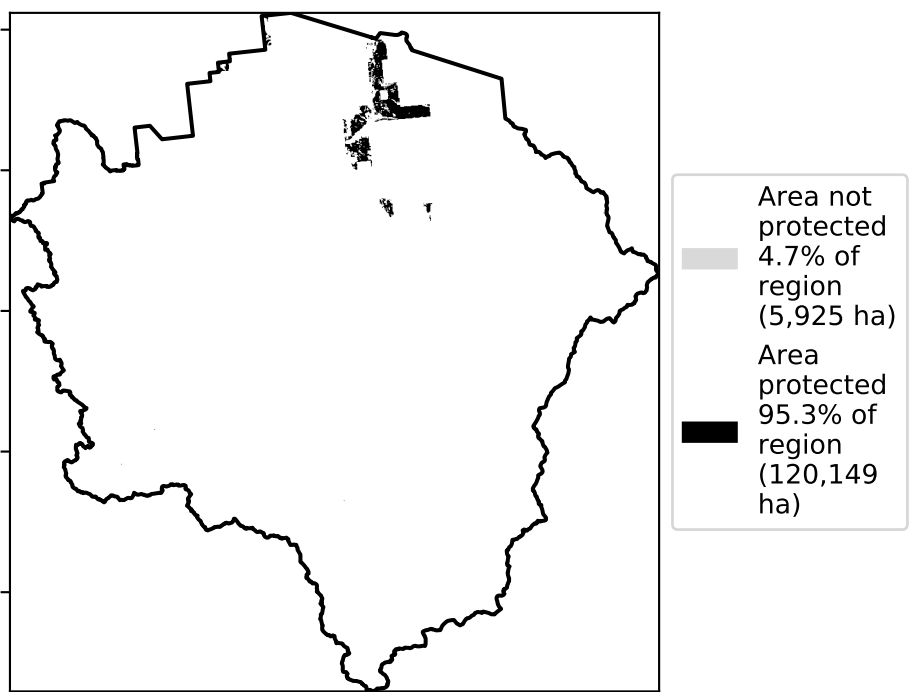 Area not
protected
4.7% of
region
(5,925 ha)
Area
protected
95.3% of
region
(120,149
ha)